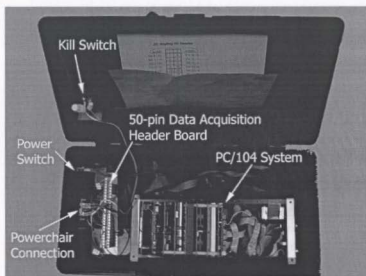 Kill Switch
50-pin Data Acquisition
Header Board
Power
Switch
PC/104 System
Powerchair
Connection